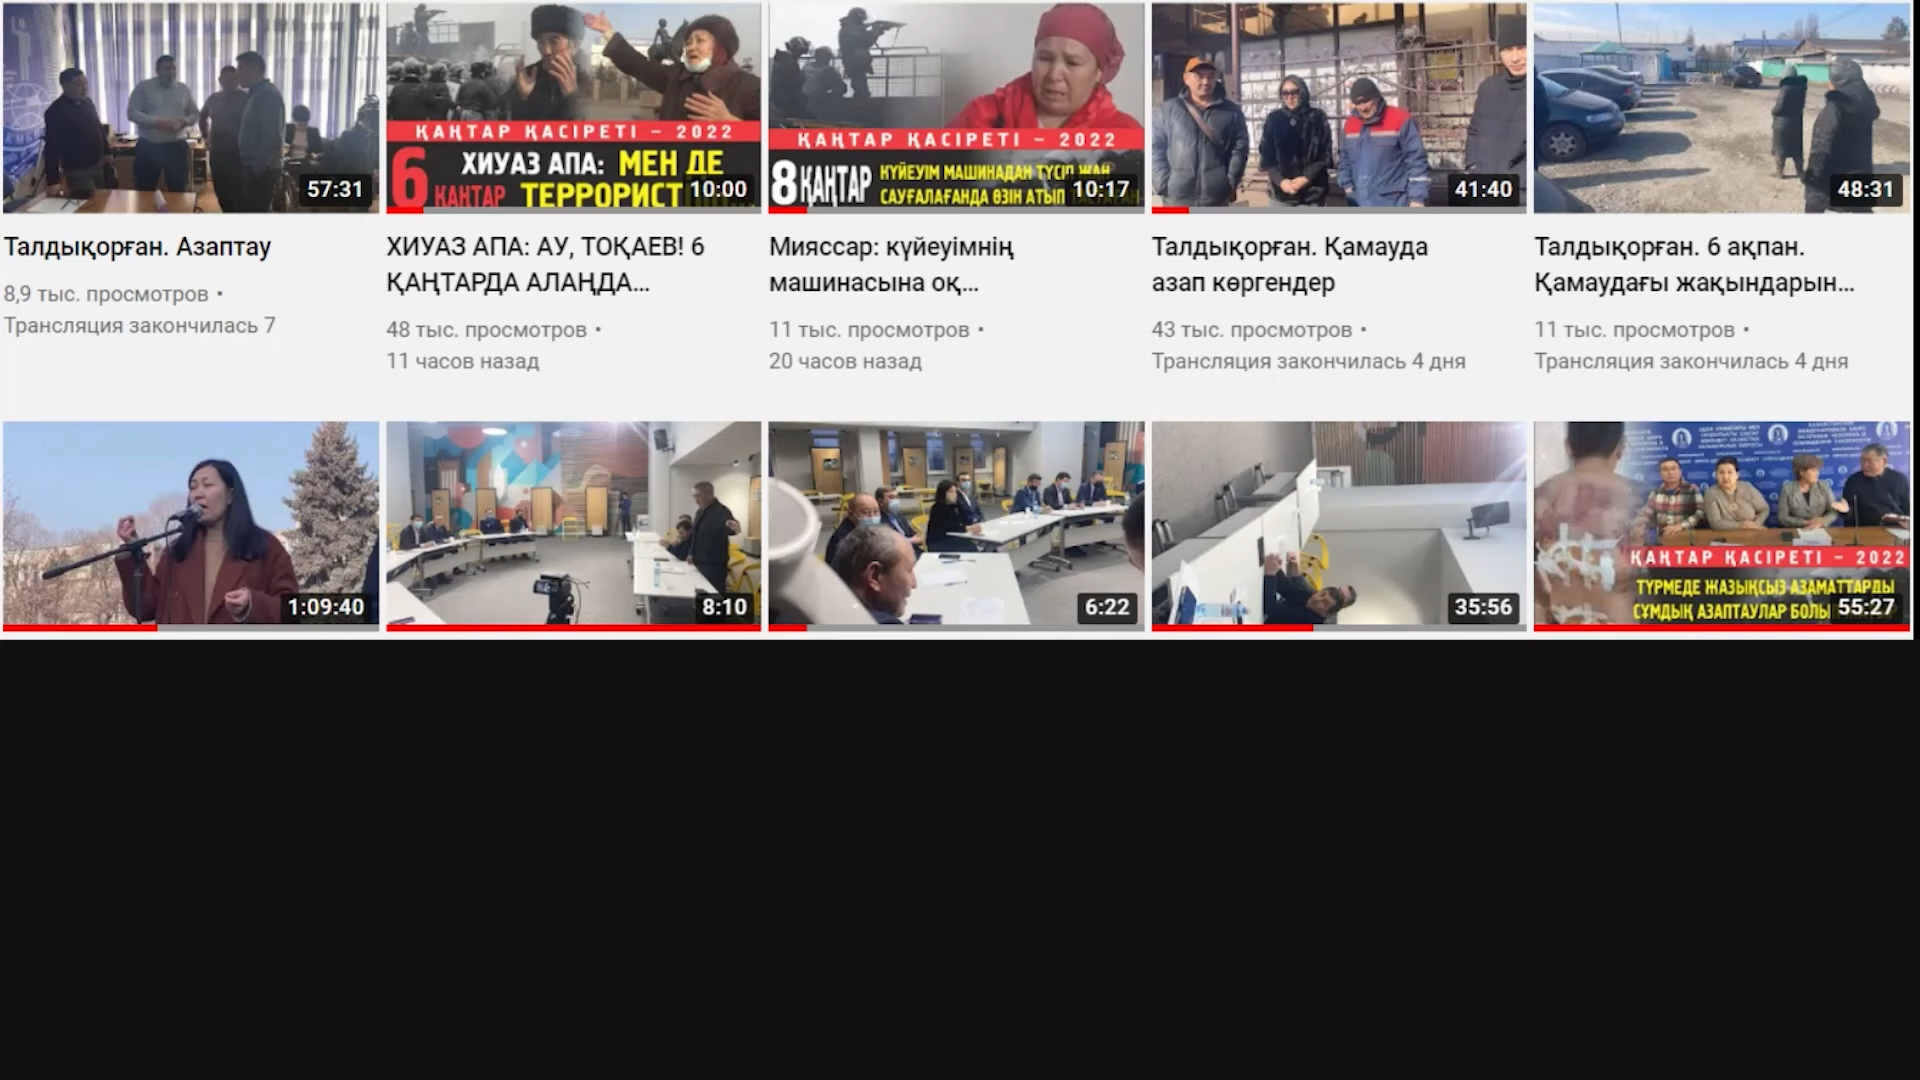 57:31
ҚАҢТАР ҚАСІРЕТІ - 2022
6 ҚАҢТАР
ХИУАЗ АПА: МЕН ДЕ
ТЕРРОРИСТ
10:00
ҚАҢТАР ҚАСІРЕТІ - 2022
8 ҚАҢТАР
КҮЙЕУІМ МАШИНАДАН ТҮСІП ЖАН
САУҒАЛАҒАНДА ӨЗІН АТЫП
10:17
41:40
48:31
Талдықорған. Азаптау
8,9 тыс. просмотров •
Трансляция закончилась 7
ХИУАЗ АПА: АУ, ТОҚАЕВ! 6
ҚАҢТАРДА АЛАҢДА...
48 тыс. просмотров •
11 часов назад
Мияссар: күйеуімнің
машинасына оқ...
11 тыс. просмотров •
20 часов назад
Талдықорған. Қамауда
азап көргендер
43 тыс. просмотров •
Трансляция закончилась 4 дня
Талдықорған. 6 ақпан.
Қамаудағы жақындарын...
11 тыс. просмотров •
Трансляция закончилась 4 дня
1:09:40
8:10
6:22
35:56
ҚАҢТАР ҚАСІРЕТІ - 2022
ТҮРМЕДЕ ЖАЗЫҚСЫЗ АЗАМАТТАРДЫ
СҰМДЫҚ АЗАПТАУЛАР
55:27